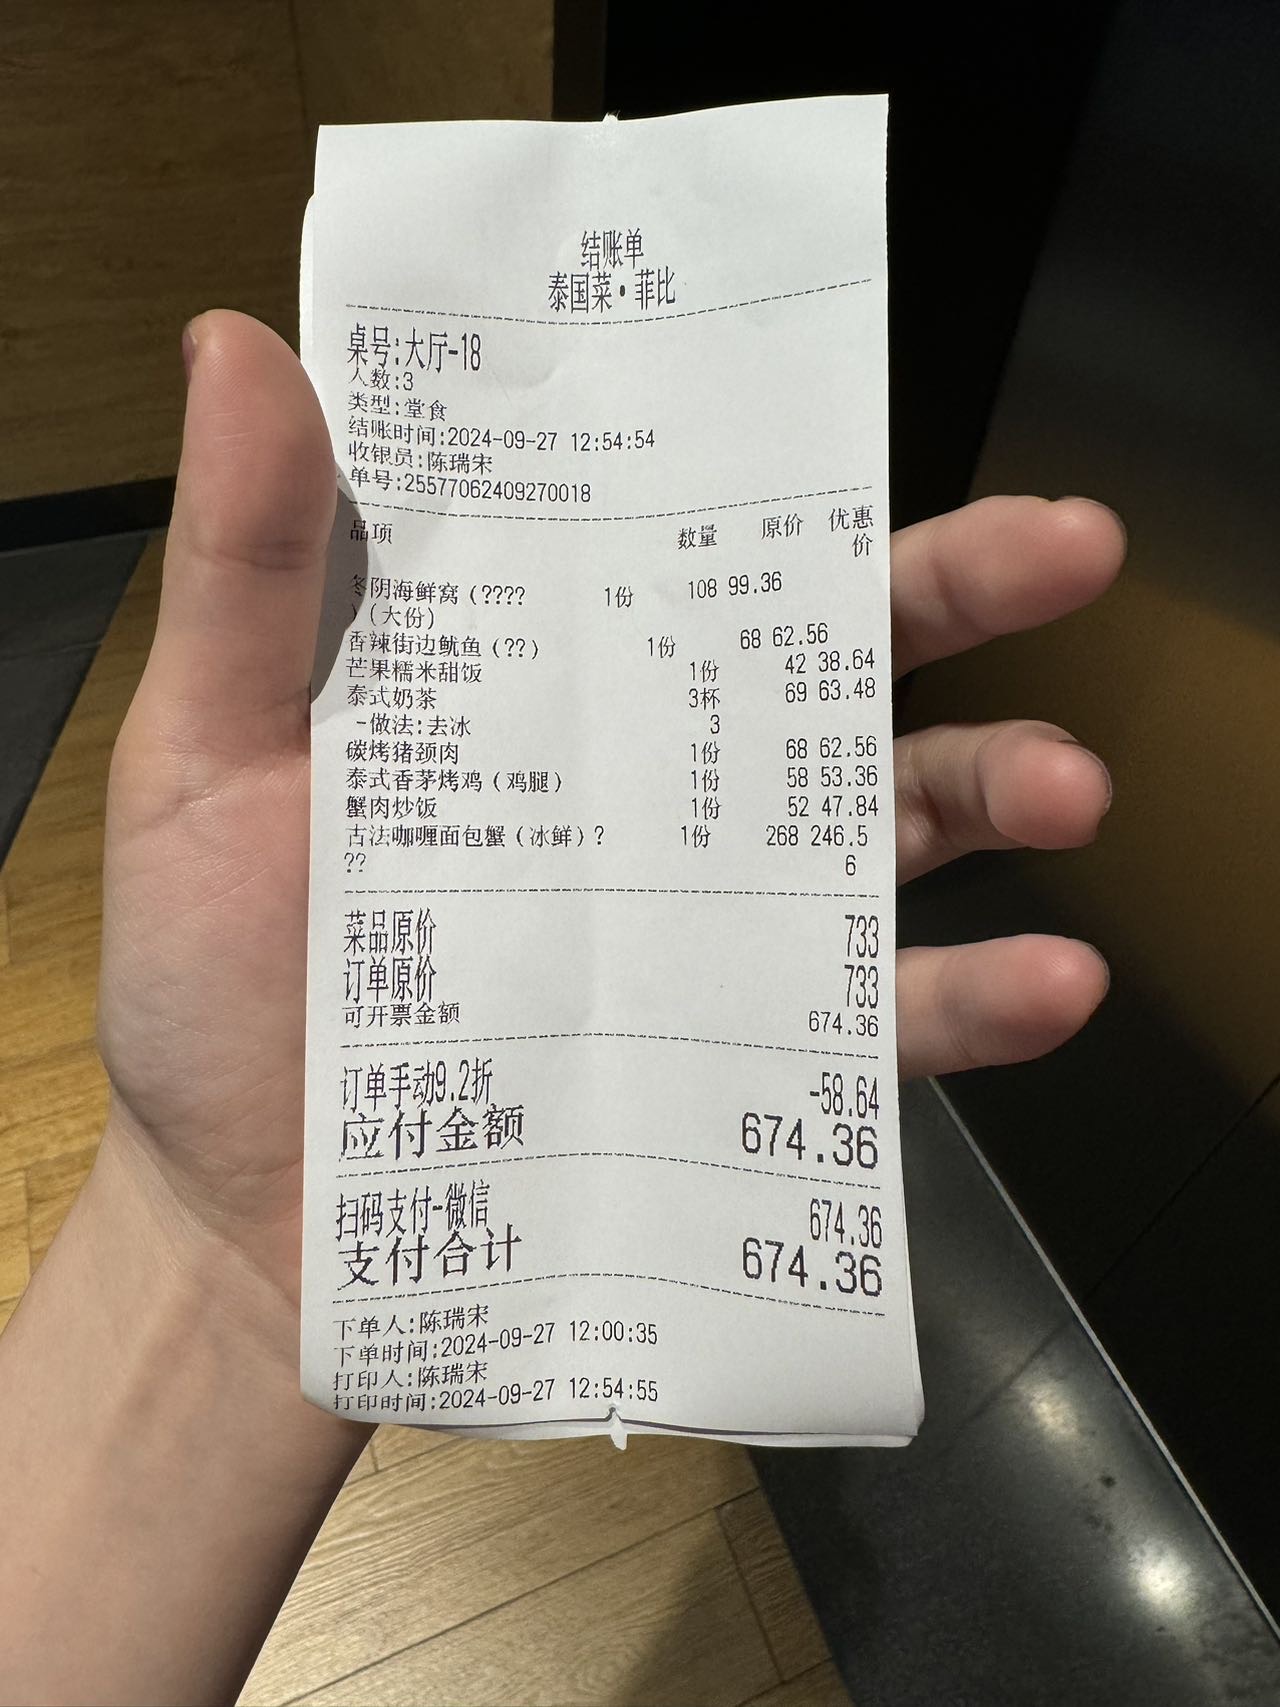 结账单
泰国菜·菲比
桌号:大厅-18
人数:3
类型:堂食
结账时间:2024-09-27 12:54:54
收银员:陈瑞宋
单号:25577062409270018
品项 数量 原价 优惠
价
冬阴海鲜窝(???? 1份 108 99.36
)(大份)
香辣街边鱿鱼(??) 1份 68 62.56
芒果糯米甜饭 1份 42 38.64
泰式奶茶 3杯 69 63.48
-做法:去冰 3
碳烤猪颈肉 1份 68 62.56
泰式香茅烤鸡(鸡腿) 1份 58 53.36
蟹肉炒饭 1份 52 47.84
古法咖喱面包蟹(冰鲜)? 1份 268 246.5
?? 6
菜品原价 733
订单原价 733
可开票金额 674.36
订单手动9.2折 -58.64
应付金额 674.36
扫码支付-微信 674.36
支付合计 674.36
下单人:陈瑞宋
下单时间:2024-09-27 12:00:35
打印人:陈瑞宋
打印时间:2024-09-27 12:54:55